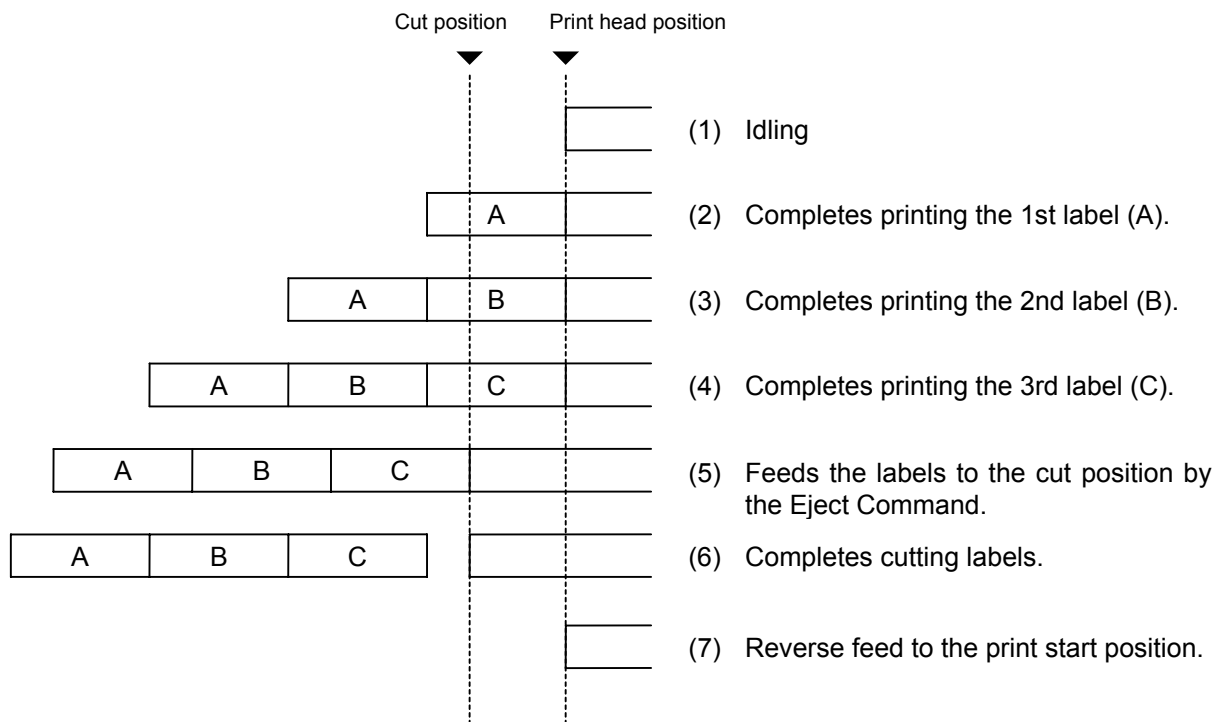 Cut position Print head position
(1) Idling
A (2) Completes printing the 1st label (A).
A B (3) Completes printing the 2nd label (B).
A B C (4) Completes printing the 3rd label (C).
A B C (5) Feeds the labels to the cut position by
the Eject Command.
A B C (6) Completes cutting labels.
(7) Reverse feed to the print start position.